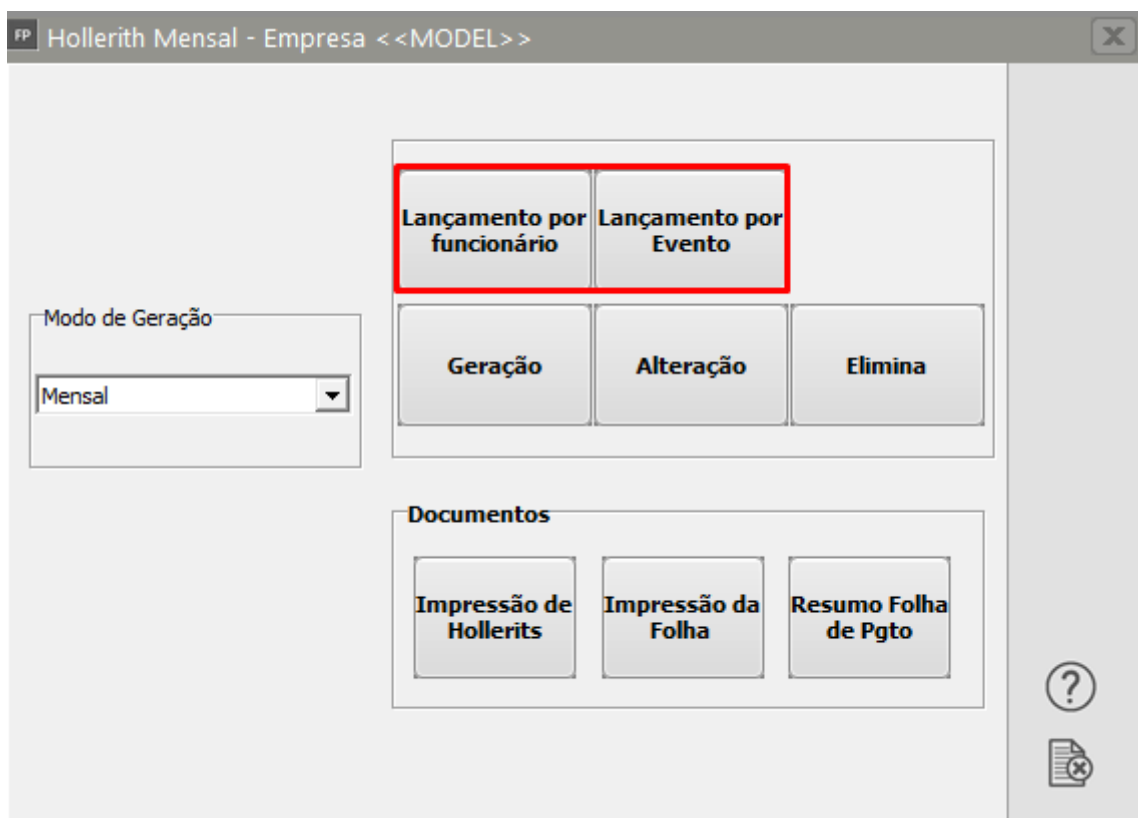 FP Hollerith Mensal - Empresa <<MODEL>>
Lançamento por
funcionário
Lançamento por
Evento
Modo de Geração
Mensal
Geração
Alteração
Elimina
Documentos
Impressão de
Hollerits
Impressão da
Folha
Resumo Folha
de Pgto
?